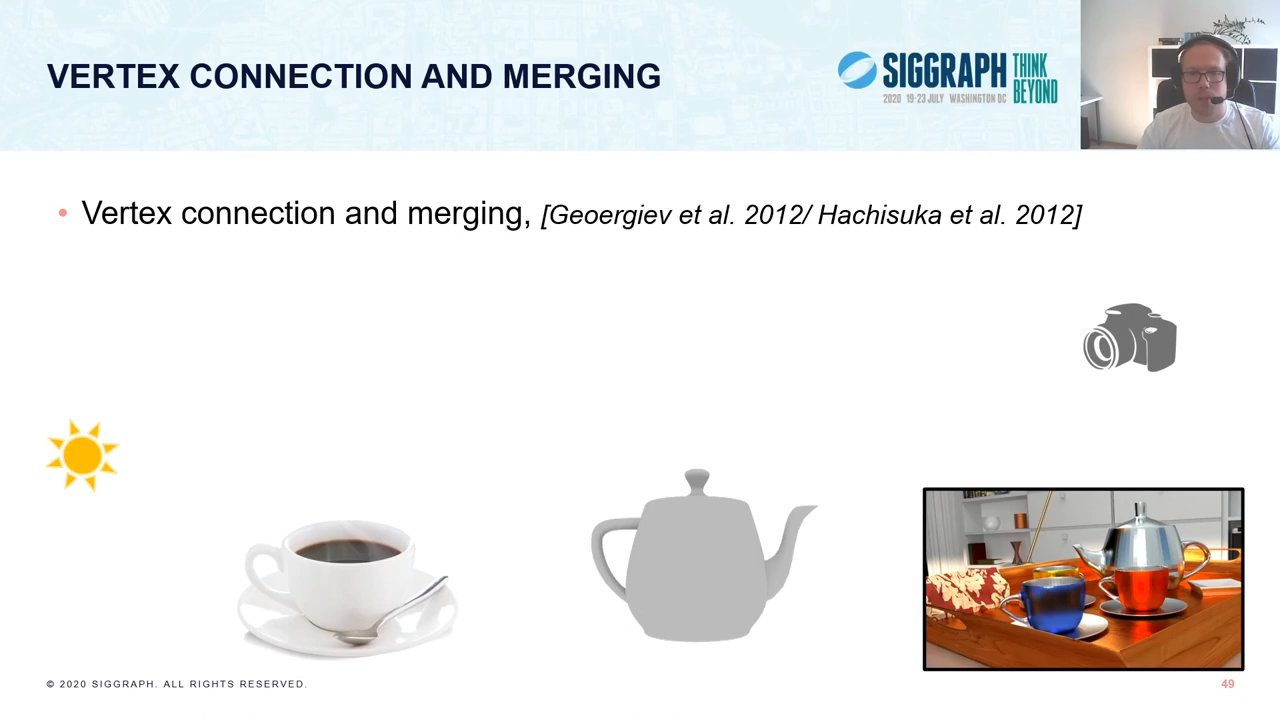 VERTEX CONNECTION AND MERGING
SIGGRAPH THINK BEYOND
2020 19-23 JULY WASHINGTON DC
• Vertex connection and merging, [Geoergiev et al. 2012/ Hachisuka et al. 2012]
© 2020 SIGGRAPH. ALL RIGHTS RESERVED.
49